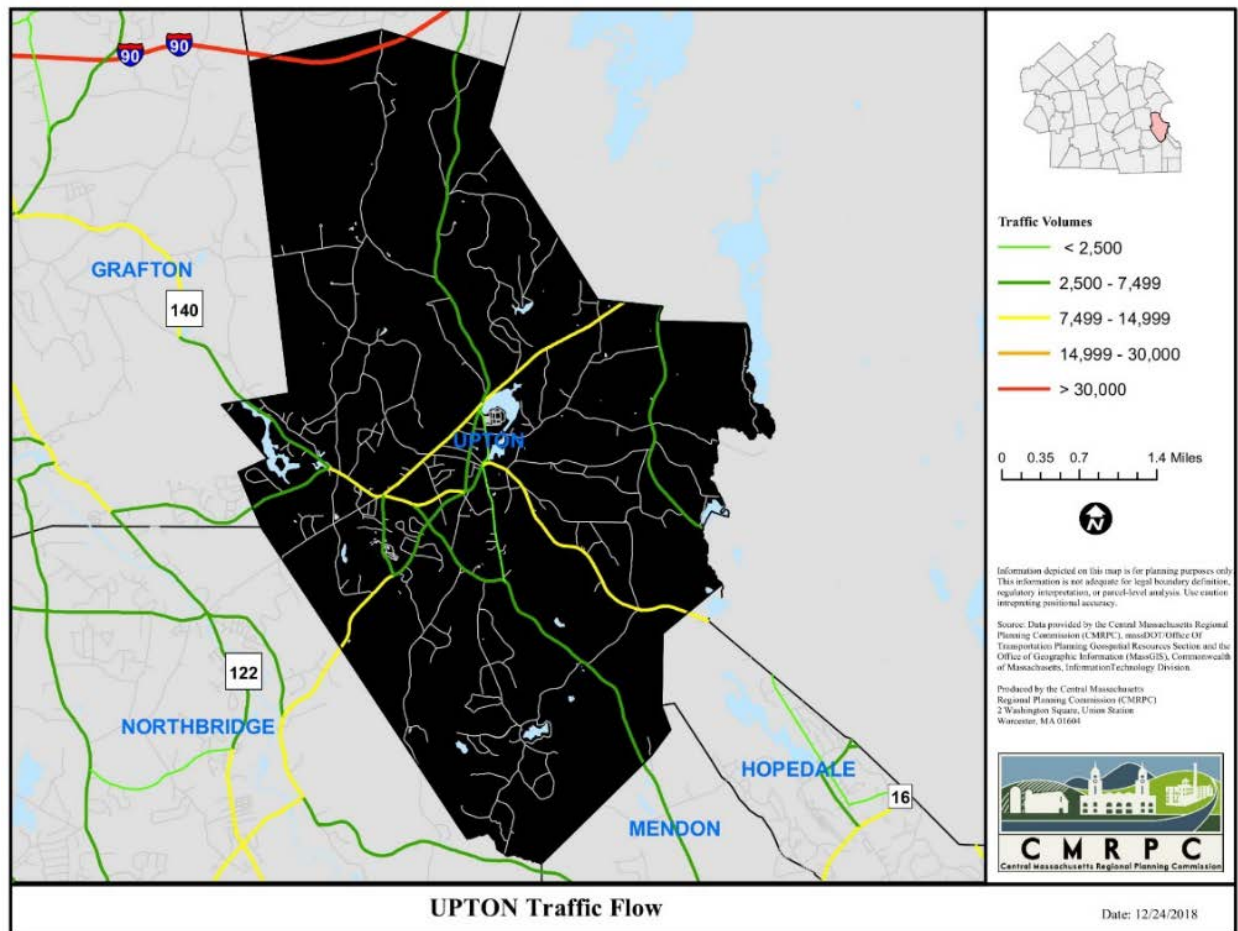 90
90
GRAFTON
140
UPTON
122
NORTHBRIDGE
HOPEDALE
16
MENDON
Traffic Volumes
< 2,500
2,500 - 7,499
7,499 - 14,999
14,999 - 30,000
> 30,000
0 0.35 0.7 1.4 Miles
N
Information depicted on this map is for planning purposes only.
This information is not adequate for legal boundary definition,
regulatory interpretation, or parcel-level analysis. Use caution
intrepreting positional accuracy.
Source: Data provided by the Central Massachusetts Regional
Planning Commission (CMRPC), massDOT/Office Of
Transportation Planning Geospatial Resources Section and the
Office of Geographic Information (MassGIS), Commonwealth
of Massachusetts, InformationTechnology Division.
Produced by the Central Massachusetts
Regional Planning Commission (CMRPC)
2 Washington Square, Union Station
Worcester, MA 01604
CMRPC
Central Massachusetts Regional Planning Commission
UPTON Traffic Flow
Date: 12/24/2018